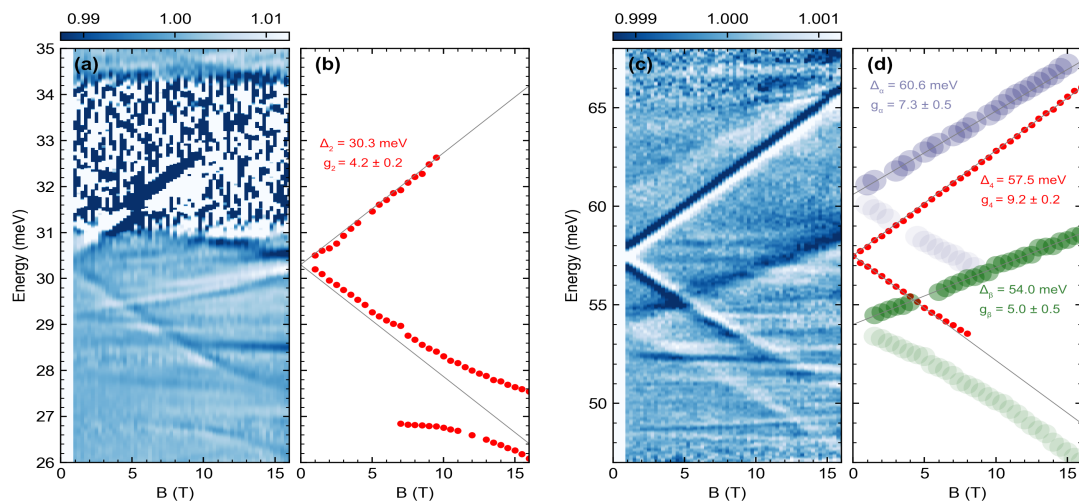 0.99 1.00 1.01
0.999 1.000 1.001
(a)
(b)
(c)
(d)
35
34
33
32
31
30
29
28
27
26
Energy (meV)
0 5 10 15
B (T)
Δ₂ = 30.3 meV
g₂ = 4.2 ± 0.2
0 5 10 15
B (T)
65
60
55
50
Energy (meV)
0 5 10 15
B (T)
Δα = 60.6 meV
gα = 7.3 ± 0.5
Δ₄ = 57.5 meV
g₄ = 9.2 ± 0.2
Δβ = 54.0 meV
gβ = 5.0 ± 0.5
0 5 10 15
B (T)